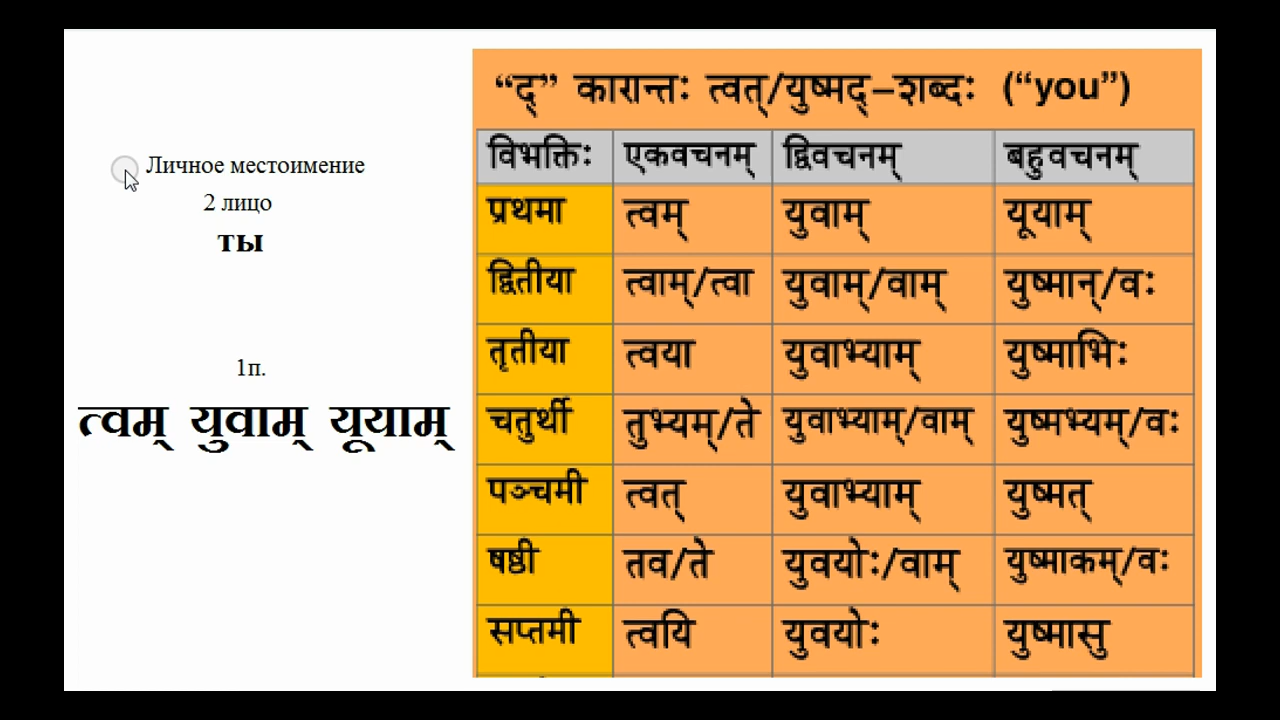 Личное местоимение
2 лицо
ты
1п.
त्वम् युवाम् यूयाम्
“द्” कारान्तः त्वत्/युष्मद्–शब्दः (“you”)
विभक्तिः एकवचनम् द्विवचनम् बहुवचनम्
प्रथमा त्वम् युवाम् यूयाम्
द्वितीया त्वाम्/त्वा युवाम्/वाम् युष्मान्/वः
तृतीया त्वया युवाभ्याम् युष्माभिः
चतुर्थी तुभ्यम्/ते युवाभ्याम्/वाम् युष्मभ्यम्/वः
पञ्चमी त्वत् युवाभ्याम् युष्मत्
षष्ठी तव/ते युवयोः/वाम् युष्माकम्/वः
सप्तमी त्वयि युवयोः युष्मासु